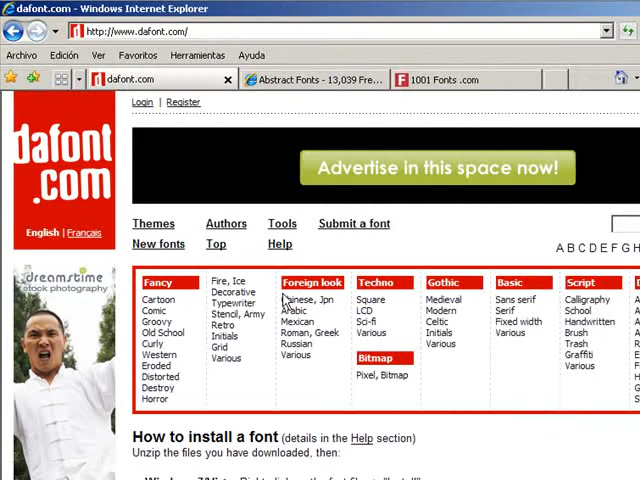 dafont.com - Windows Internet Explorer
http://www.dafont.com/
Archivo Edición Ver Favoritos Herramientas Ayuda
dafont.com Abstract Fonts - 13,039 Fre... 1001 Fonts .com
Login | Register
dafont
.com
Advertise in this space now!
English | Français
Themes Authors Tools Submit a font
New fonts Top Help
A B C D E F G H
dreamstime
stock photography
Fancy
Cartoon
Comic
Groovy
Old School
Curly
Western
Eroded
Distorted
Destroy
Horror
Fire, Ice
Decorative
Typewriter
Stencil, Army
Retro
Initials
Grid
Various
Foreign look
Jpn
Arabic
Mexican
Roman, Greek
Russian
Various
Techno
Square
LCD
Sci-fi
Various
Bitmap
Pixel, Bitmap
Gothic
Medieval
Modern
Celtic
Initials
Various
Basic
Sans serif
Serif
Fixed width
Various
Script
Calligraphy
School
Handwritten
Brush
Trash
Graffiti
Various
How to install a font (details in the Help section)
Unzip the files you have downloaded, then: